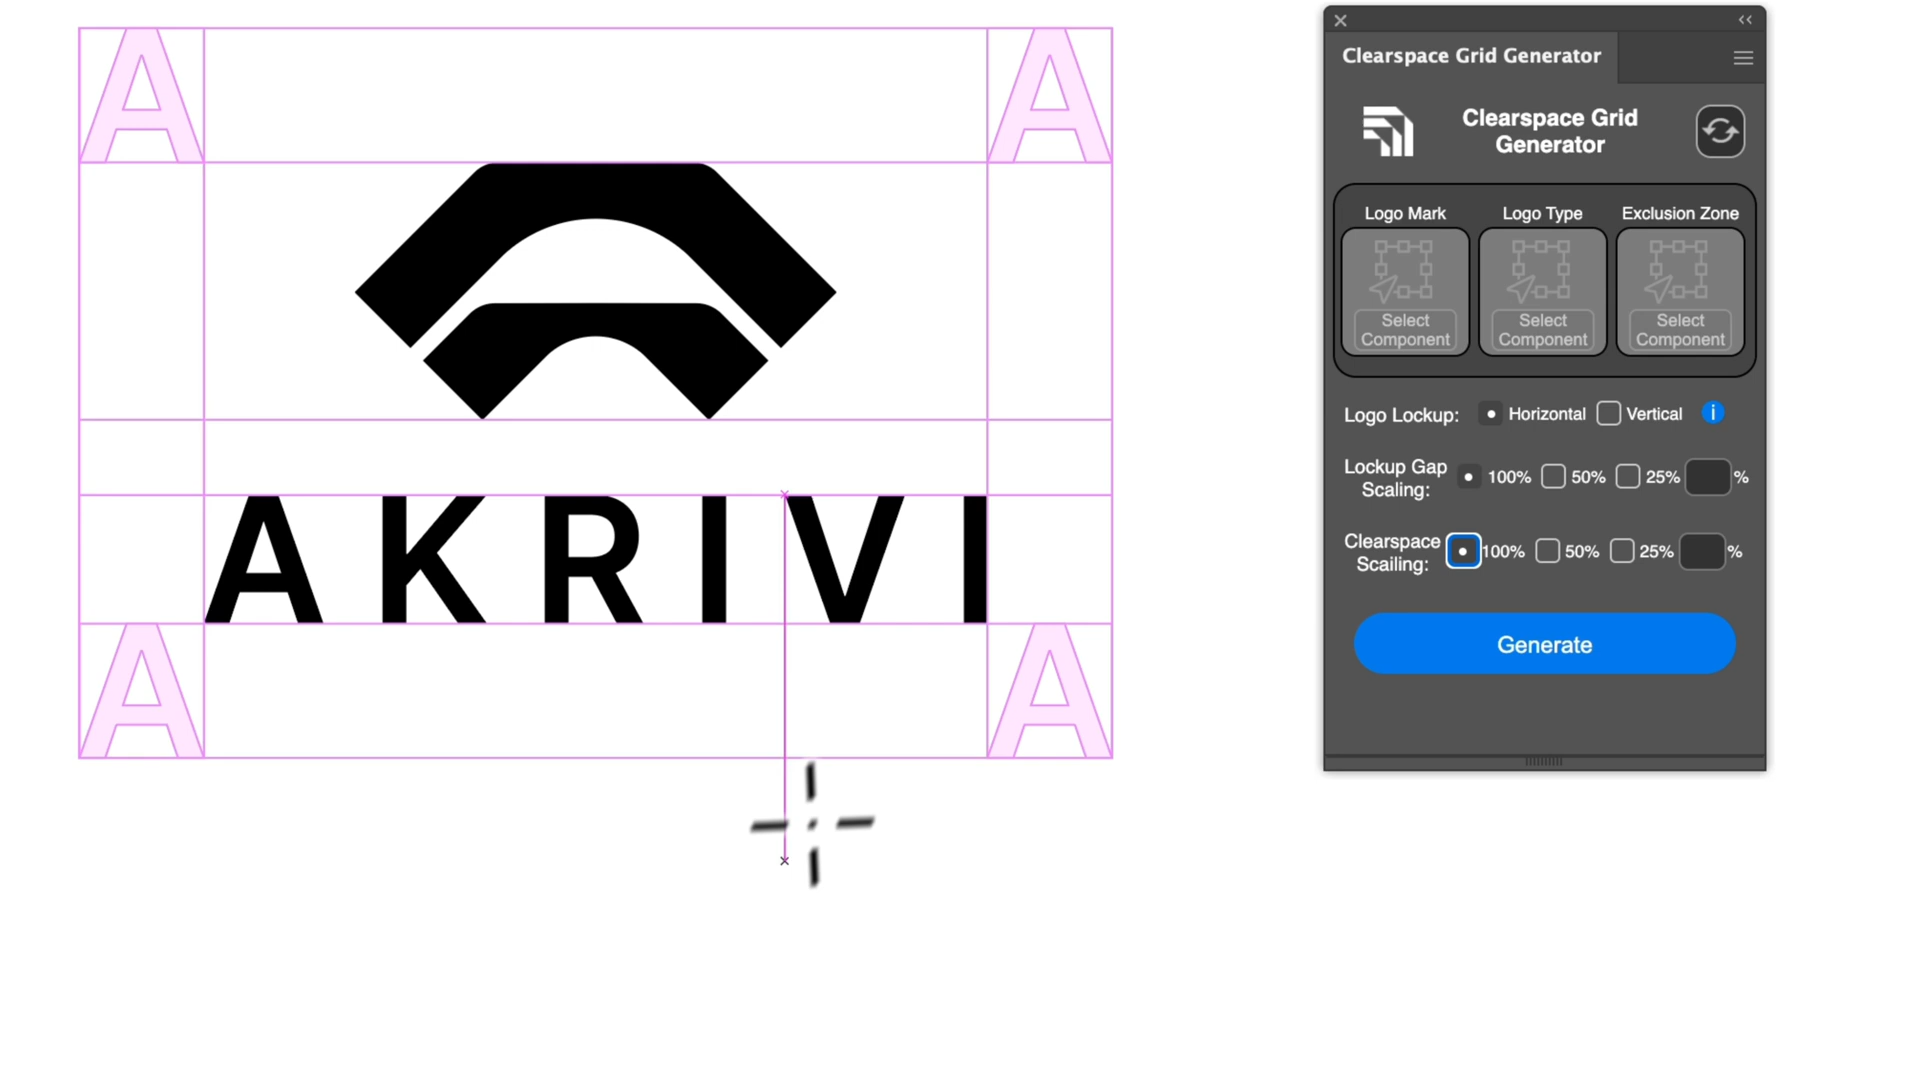 A A
AKRIVI
A A
Clearspace Grid Generator
Clearspace Grid
Generator
Logo Mark Logo Type Exclusion Zone
Select Component Select Component Select Component
Logo Lockup: Horizontal Vertical i
Lockup Gap Scaling: 100% 50% 25% %
Clearspace Scailing: 100% 50% 25% %
Generate